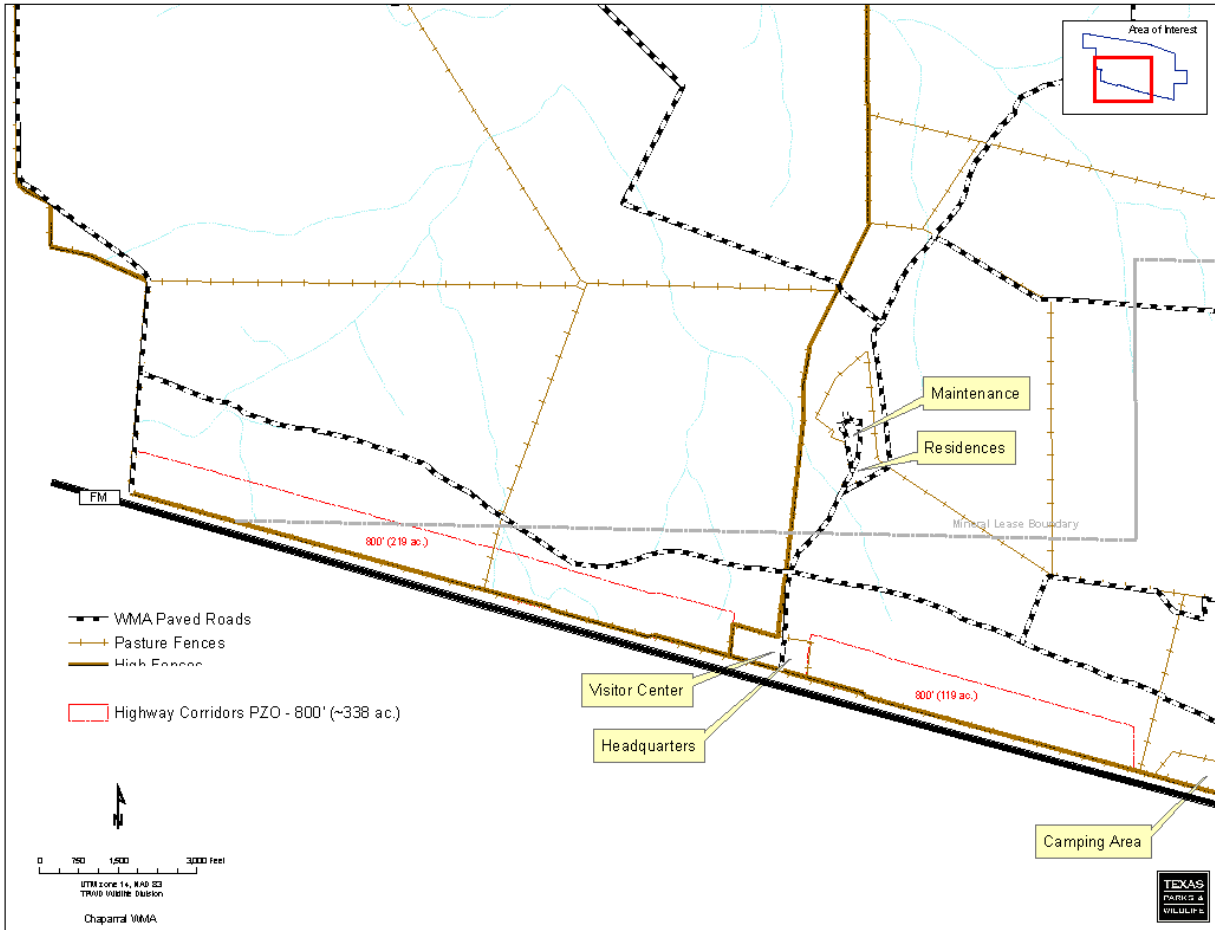 Area of Interest
Maintenance
Residences
FM
Mineral Lease Boundary
800' (219 ac.)
WMA Paved Roads
Pasture Fences
High Fences
Visitor Center
800' (119 ac.)
Highway Corridors PZO - 800' (~338 ac.)
Headquarters
N
Camping Area
0 750 1,500 3,000 Feet
UTM zone 14, NAD 83
TPWD Wildlife Division
Chaparral WMA
TEXAS
PARKS &
WILDLIFE